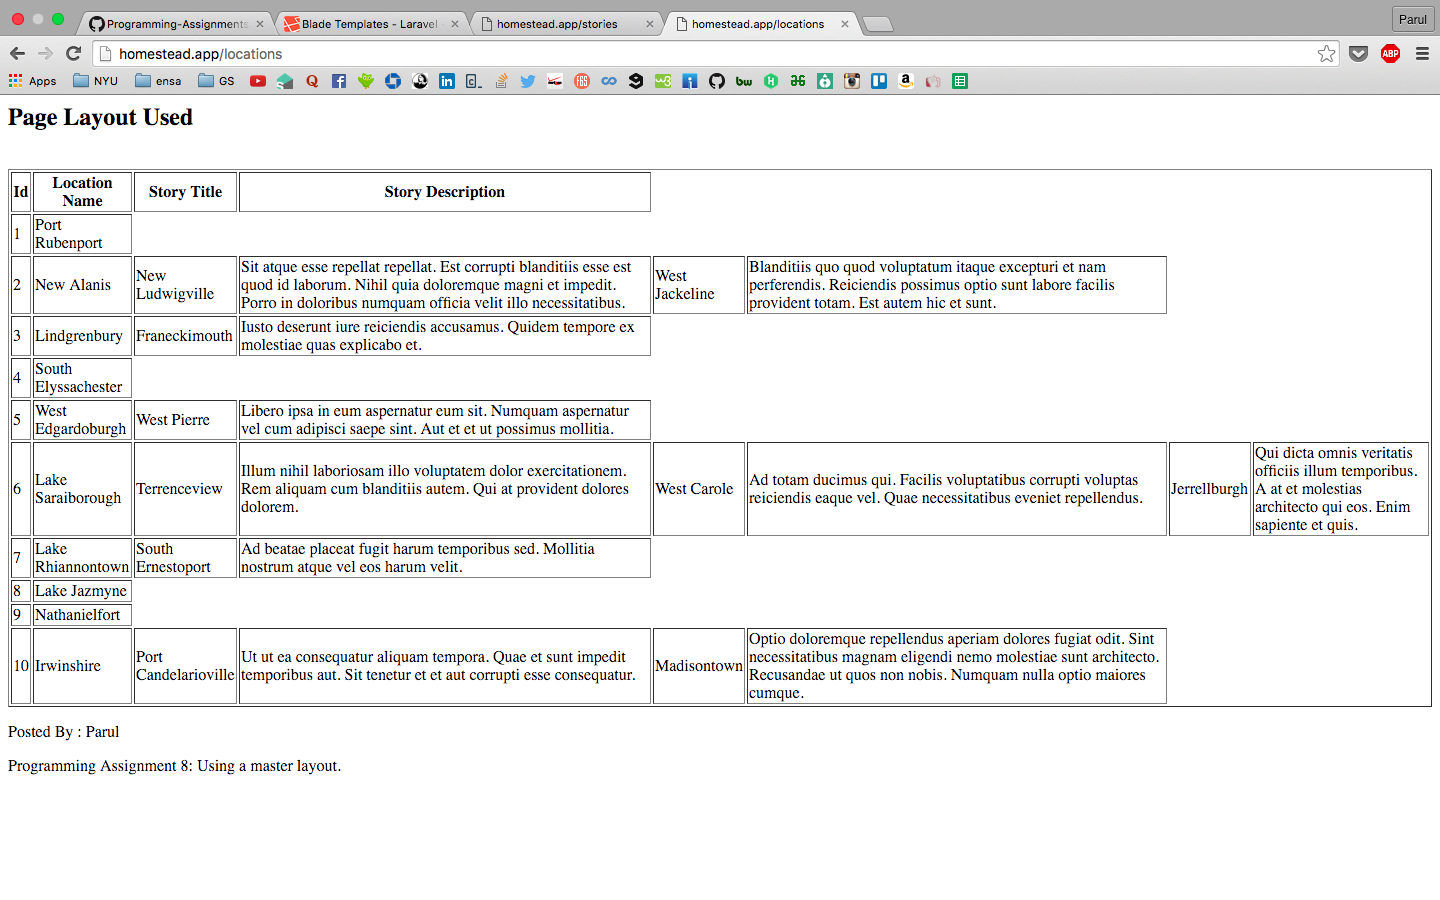 Programming-Assignments
Blade Templates - Laravel
homestead.app/stories
homestead.app/locations
Parul
homestead.app/locations
Apps
NYU
ensa
GS
Page Layout Used
Id
Location
Name
Story Title
Story Description
1
Port
Rubenport
2
New Alanis
New
Ludwigville
Sit atque esse repellat repellat. Est corrupti blanditiis esse est
quod id laborum. Nihil quia doloremque magni et impedit.
Porro in doloribus numquam officia velit illo necessitatibus.
West
Jackeline
Blanditiis quo quod voluptatum itaque excepturi et nam
perferendis. Reiciendis possimus optio sunt labore facilis
provident totam. Est autem hic et sunt.
3
Lindgrenbury
Franeckimouth
Iusto deserunt iure reiciendis accusamus. Quidem tempore ex
molestiae quas explicabo et.
4
South
Elyssachester
5
West
Edgardoburgh
West Pierre
Libero ipsa in eum aspernatur eum sit. Numquam aspernatur
vel cum adipisci saepe sint. Aut et et ut possimus mollitia.
6
Lake
Saraiborough
Terrenceview
Illum nihil laboriosam illo voluptatem dolor exercitationem.
Rem aliquam cum blanditiis autem. Qui at provident dolores
dolorem.
West Carole
Ad totam ducimus qui. Facilis voluptatibus corrupti voluptas
reiciendis eaque vel. Quae necessitatibus eveniet repellendus.
Jerrellburgh
Qui dicta omnis veritatis
officiis illum temporibus.
A at et molestias
architecto qui eos. Enim
sapiente et quis.
7
Lake
Rhiannontown
South
Ernestoport
Ad beatae placeat fugit harum temporibus sed. Mollitia
nostrum atque vel eos harum velit.
8
Lake Jazmyne
9
Nathanielfort
10
Irwinshire
Port
Candelarioville
Ut ut ea consequatur aliquam tempora. Quae et sunt impedit
temporibus aut. Sit tenetur et et aut corrupti esse consequatur.
Madisontown
Optio doloremque repellendus aperiam dolores fugiat odit. Sint
necessitatibus magnam eligendi nemo molestiae sunt architecto.
Recusandae ut quos non nobis. Numquam nulla optio maiores
cumque.
Posted By : Parul
Programming Assignment 8: Using a master layout.